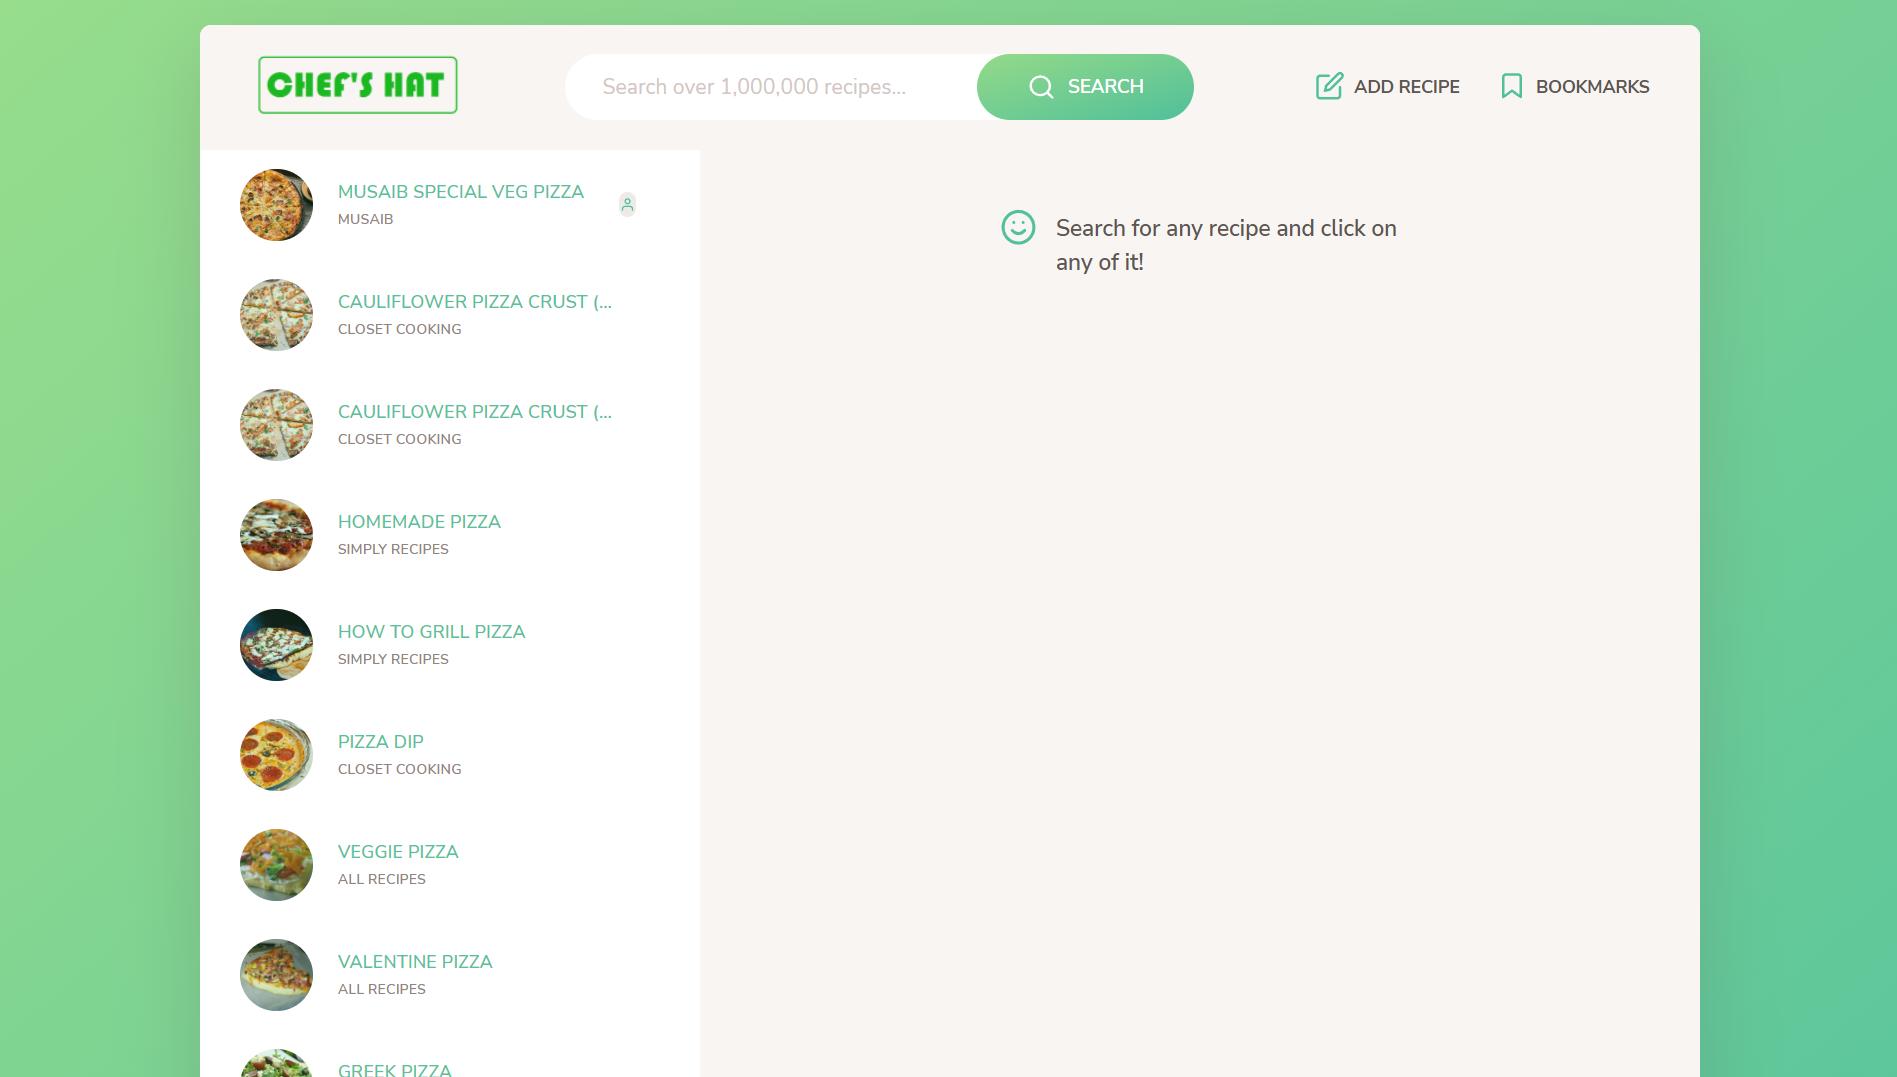 CHEF'S HAT
Search over 1,000,000 recipes...
SEARCH
ADD RECIPE
BOOKMARKS
MUSAIB SPECIAL VEG PIZZA
MUSAIB
CAULIFLOWER PIZZA CRUST (...
CLOSET COOKING
CAULIFLOWER PIZZA CRUST (...
CLOSET COOKING
HOMEMADE PIZZA
SIMPLY RECIPES
HOW TO GRILL PIZZA
SIMPLY RECIPES
PIZZA DIP
CLOSET COOKING
VEGGIE PIZZA
ALL RECIPES
VALENTINE PIZZA
ALL RECIPES
GREEK PIZZA
Search for any recipe and click on
any of it!